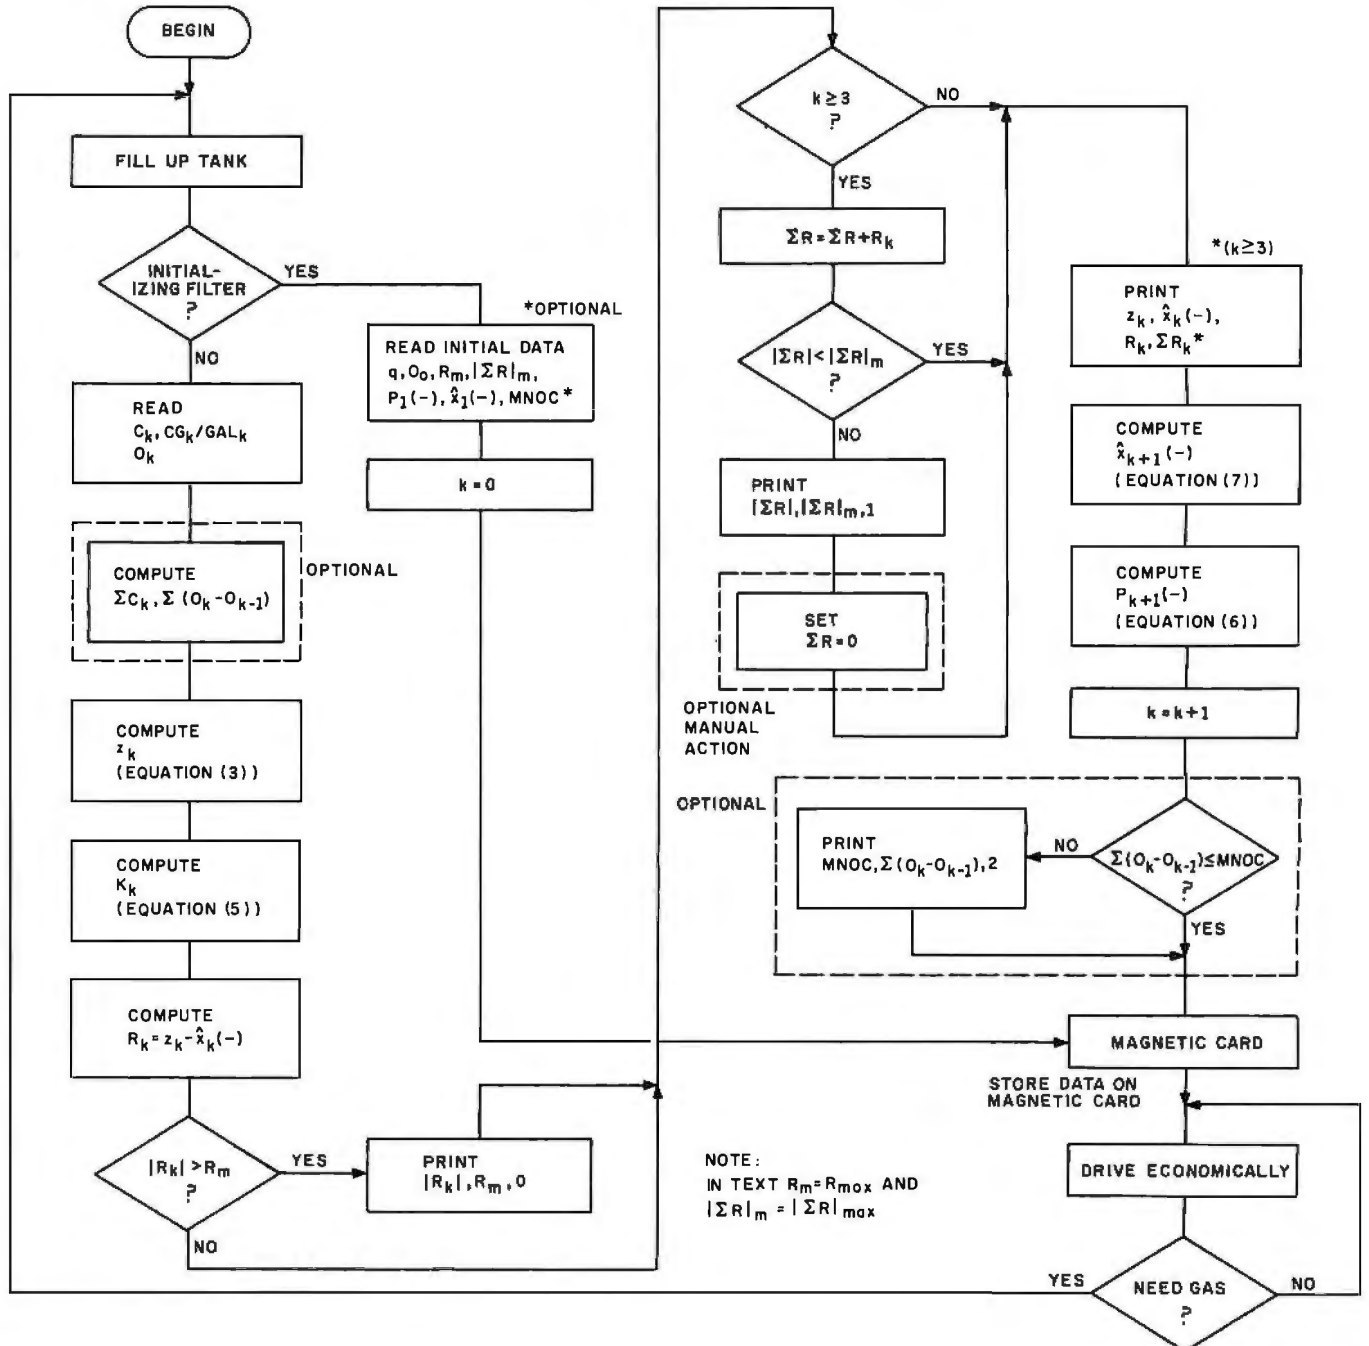 BEGIN
FILL UP TANK
INITIAL-
IZING FILTER
?
YES
NO
*OPTIONAL
READ INITIAL DATA
q, O₀, Rₘ, |ΣR|ₘ,
P₁(-), x̂₁(-), MNOC*
k=0
READ
Cₖ, CGₖ/GALₖ
Oₖ
COMPUTE
ΣCₖ, Σ(Oₖ-Oₖ₋₁)
OPTIONAL
COMPUTE
zₖ
(EQUATION (3))
COMPUTE
Kₖ
(EQUATION (5))
COMPUTE
Rₖ=zₖ-x̂ₖ(-)
|Rₖ|>Rₘ
?
YES
NO
PRINT
|Rₖ|, Rₘ, 0
k≥3
?
NO
YES
ΣR=ΣR+Rₖ
|ΣR|<|ΣR|ₘ
?
YES
NO
PRINT
|ΣR|,|ΣR|ₘ,1
SET
ΣR=0
OPTIONAL
MANUAL
ACTION
*(k≥3)
PRINT
zₖ, x̂ₖ(-),
Rₖ, ΣRₖ*
COMPUTE
x̂ₖ₊₁(-)
(EQUATION (7))
COMPUTE
Pₖ₊₁(-)
(EQUATION (6))
k=k+1
OPTIONAL
Σ(Oₖ-Oₖ₋₁)≤MNOC
?
NO
YES
PRINT
MNOC, Σ(Oₖ-Oₖ₋₁), 2
MAGNETIC CARD
STORE DATA ON
MAGNETIC CARD
DRIVE ECONOMICALLY
NEED GAS
?
YES
NO
NOTE:
IN TEXT Rₘ=Rₘₐₓ AND
|ΣR|ₘ=|ΣR|ₘₐₓ